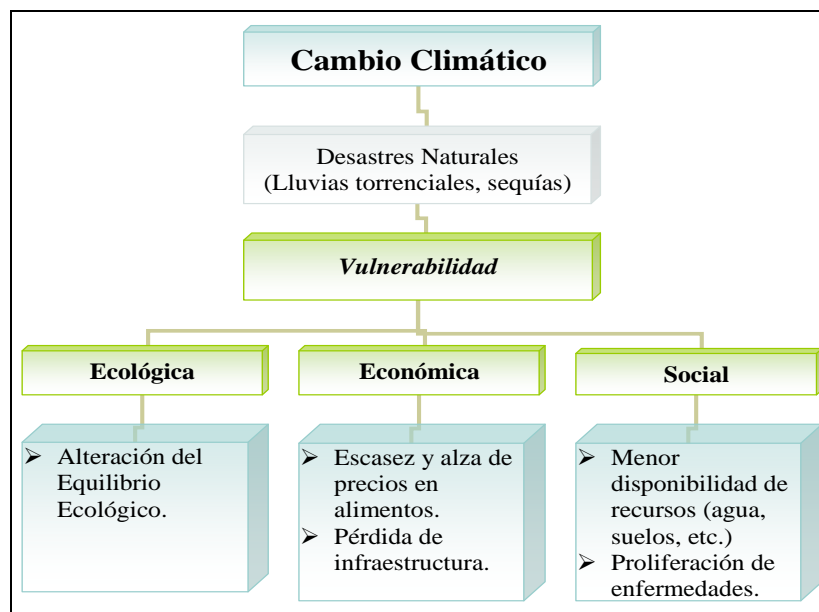 Cambio Climático
Desastres Naturales
(Lluvias torrenciales, sequías)
Vulnerabilidad
Ecológica
Económica
Social
➢ Alteración del
Equilibrio
Ecológico.
➢ Escasez y alza de
precios en
alimentos.
➢ Pérdida de
infraestructura.
➢ Menor
disponibilidad de
recursos (agua,
suelos, etc.)
➢ Proliferación de
enfermedades.